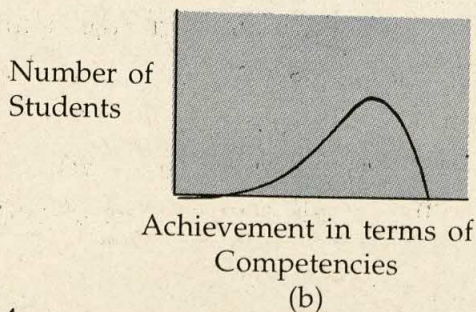 Number of
Students
Achievement in terms of
Competencies
(b)